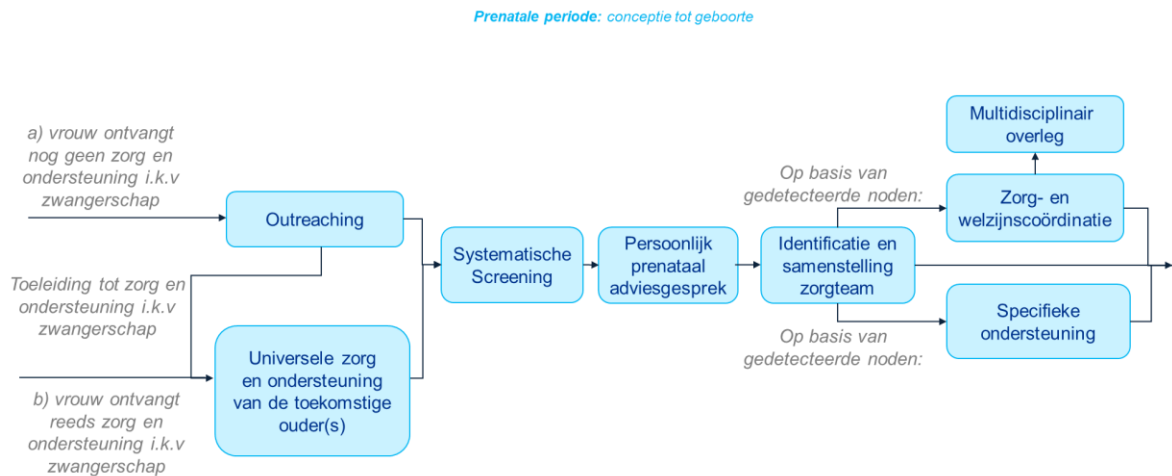 Prenatale periode: conceptie tot geboorte
a) vrouw ontvangt
nog geen zorg en
ondersteuning i.k.v
zwangerschap
Outreaching
Toeleiding tot zorg en
ondersteuning i.k.v
zwangerschap
Universele zorg
en ondersteuning
van de toekomstige
ouder(s)
b) vrouw ontvangt
reeds zorg en
ondersteuning i.k.v
zwangerschap
Systematische
Screening
Persoonlijk
prenataal
adviesgesprek
Identificatie en
samenstelling
zorgteam
Op basis van
gedetecteerde noden:
Multidisciplinair
overleg
Zorg- en
welzijnscoördinatie
Op basis van
gedetecteerde noden:
Specifieke
ondersteuning